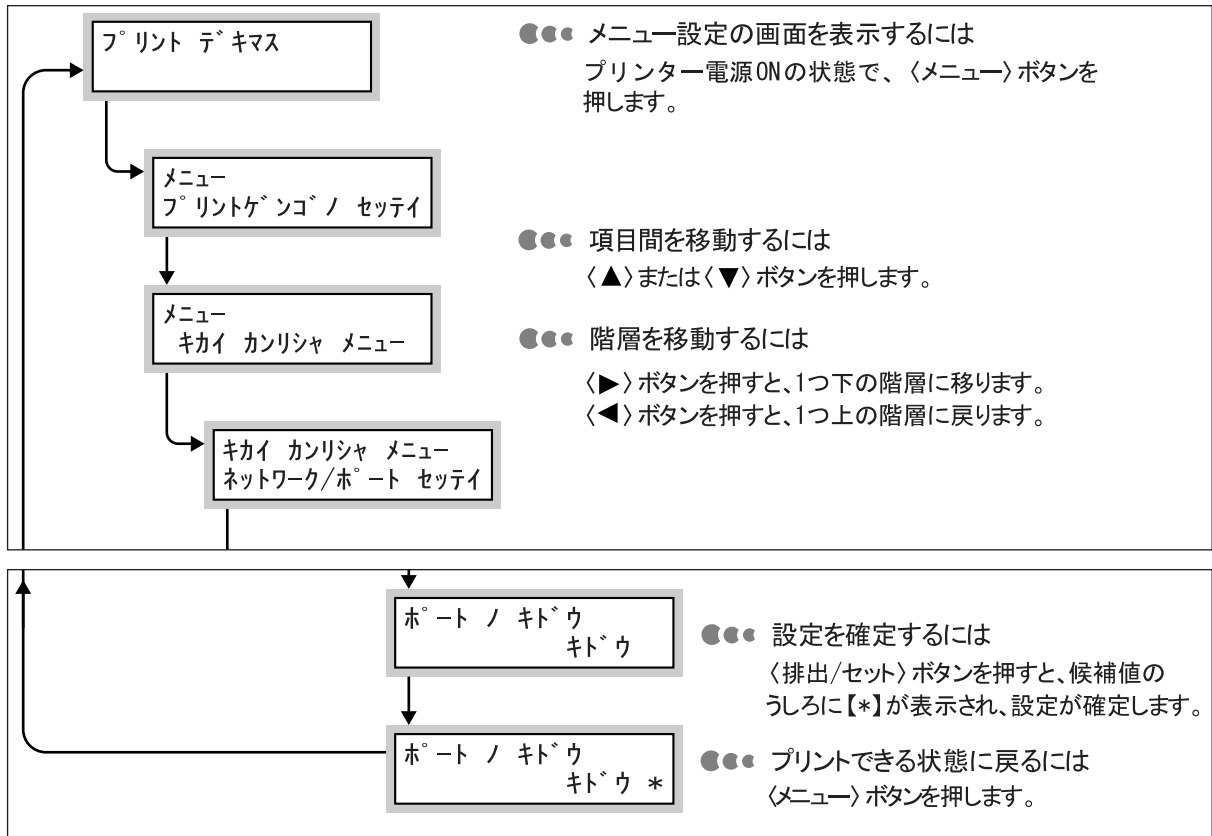 プリント デキマス
●●● メニュー設定の画面を表示するには
プリンター電源ONの状態で、〈メニュー〉ボタンを
押します。
メニュー
プリントゲンゴノ セッテイ
●●● 項目間を移動するには
〈▲〉または〈▼〉ボタンを押します。
メニュー
キカイ カンリシャ メニュー
●●● 階層を移動するには
〈▶〉ボタンを押すと、1つ下の階層に移ります。
〈◀〉ボタンを押すと、1つ上の階層に戻ります。
キカイ カンリシャ メニュー
ネットワーク/ポート セッテイ
ポート ノ キドウ
キドウ
●●● 設定を確定するには
〈排出/セット〉ボタンを押すと、候補値の
うしろに【*】が表示され、設定が確定します。
ポート ノ キドウ
キドウ *
●●● プリントできる状態に戻るには
〈メニュー〉ボタンを押します。